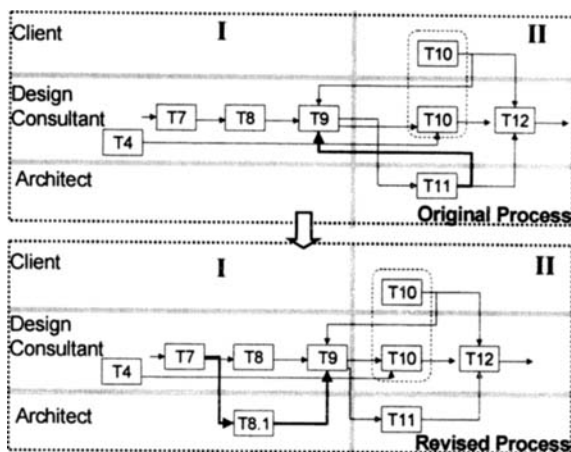 I II
Client
T10
Design
Consultant
T7 T8 T9 T10 T12
T4
Architect
T11
Original Process
I II
Client
T10
Design
Consultant
T7 T8 T9 T10 T12
T4
Architect
T8.1 T11
Revised Process